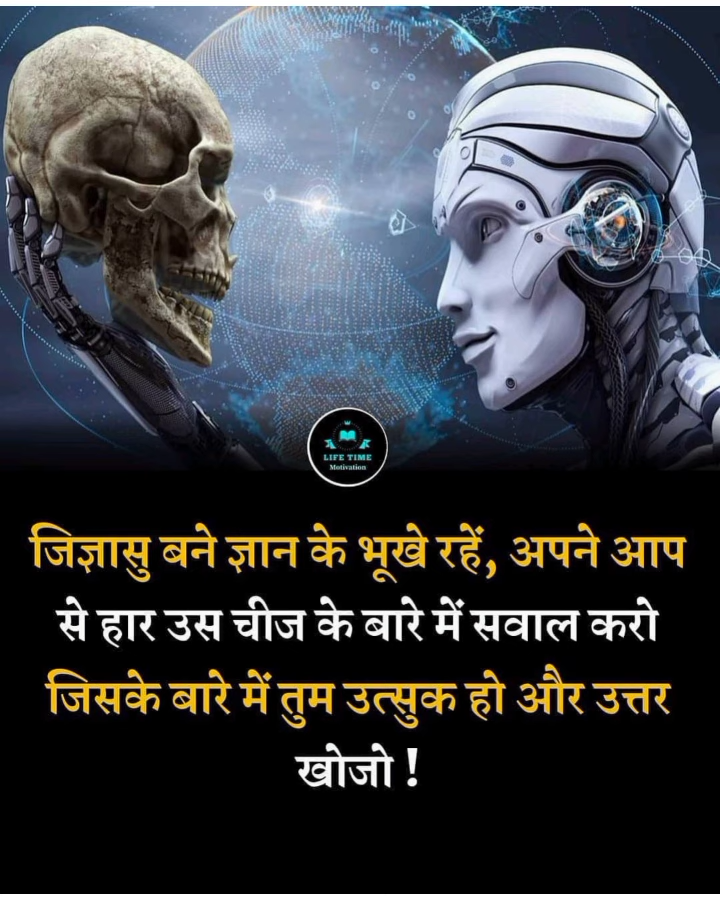 LIFE TIME
Motivation
जिज्ञासु बने ज्ञान के भूखे रहें, अपने आप
से हार उस चीज के बारे में सवाल करो
जिसके बारे में तुम उत्सुक हो और उत्तर
खोजो !